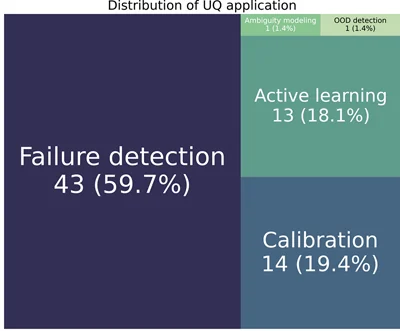 Distribution of UQ application
Failure detection
43 (59.7%)
Ambiguity modeling
1 (1.4%)
OOD detection
1 (1.4%)
Active learning
13 (18.1%)
Calibration
14 (19.4%)